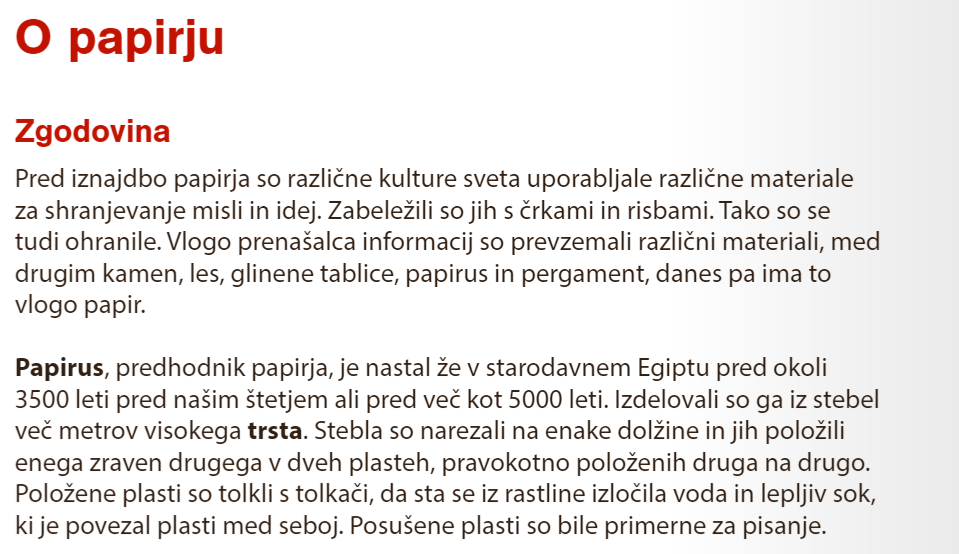 O papirju
Zgodovina
Pred iznajdbo papirja so različne kulture sveta uporabljale različne materiale
za shranjevanje misli in idej. Zabeležili so jih s črkami in risbami. Tako so se
tudi ohranile. Vlogo prenašalca informacij so prevzemali različni materiali, med
drugim kamen, les, glinene tablice, papirus in pergament, danes pa ima to
vlogo papir.
Papirus, predhodnik papirja, je nastal že v starodavnem Egiptu pred okoli
3500 leti pred našim štetjem ali pred več kot 5000 leti. Izdelovali so ga iz stebel
več metrov visokega trsta. Stebla so narezali na enake dolžine in jih položili
enega zraven drugega v dveh plasteh, pravokotno položenih druga na drugo.
Položene plasti so tolkli s tolkači, da sta se iz rastline izločila voda in lepljiv sok,
ki je povezal plasti med seboj. Posušene plasti so bile primerne za pisanje.